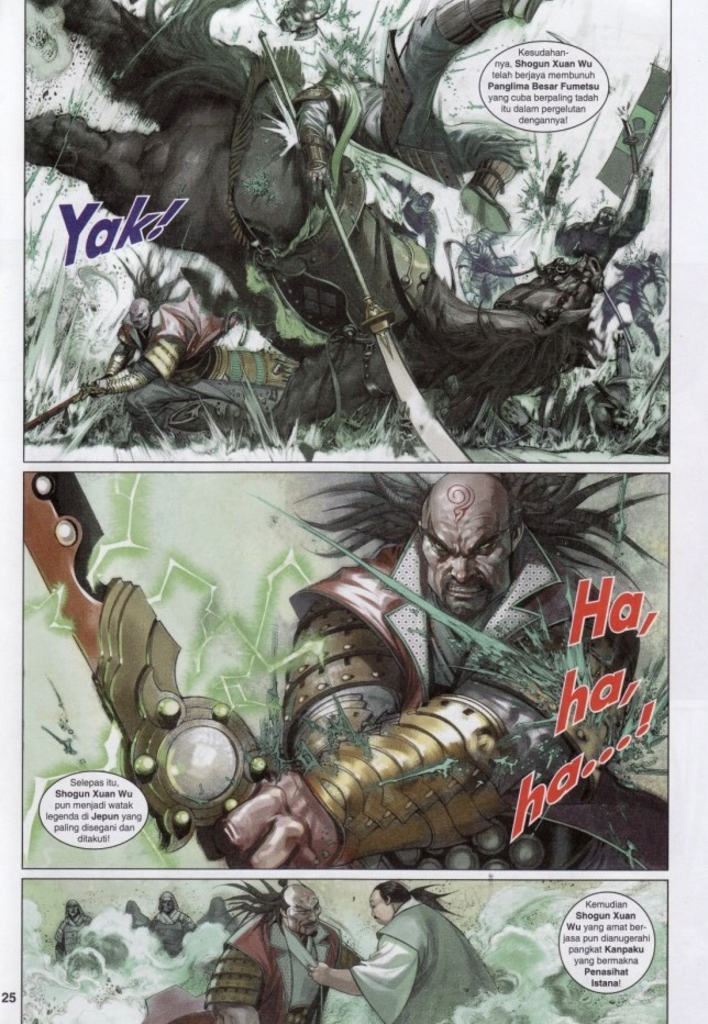 Kesudahan-
nya, Shogun Xuan Wu
telah berjaya membunuh
Panglima Besar Fumetsu
yang cuba berpaling tadah
itu dalam pergelutan
dengannya!
Yak!
Ha,
ha,
ha....!
Selepas itu,
Shogun Xuan Wu
pun menjadi watak
legenda di Jepun yang
paling disegani dan
ditakuti!
Kemudian
Shogun Xuan
Wu yang amat ber-
jasa pun dianugerahi
pangkat Kanpaku
yang bermakna
Penasihat
Istana!
25